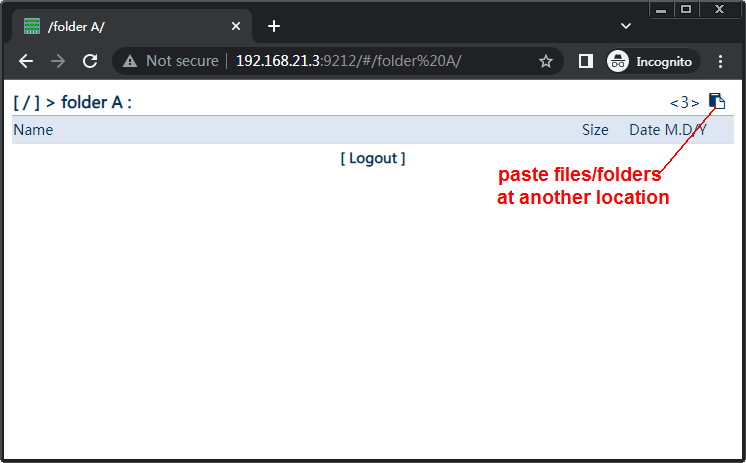 /folder A/
Not secure 192.168.21.3:9212/#/folder%20A/ Incognito
[ / ] > folder A : <3>
Name Size Date M.D/Y
[ Logout ]
paste files/folders
at another location